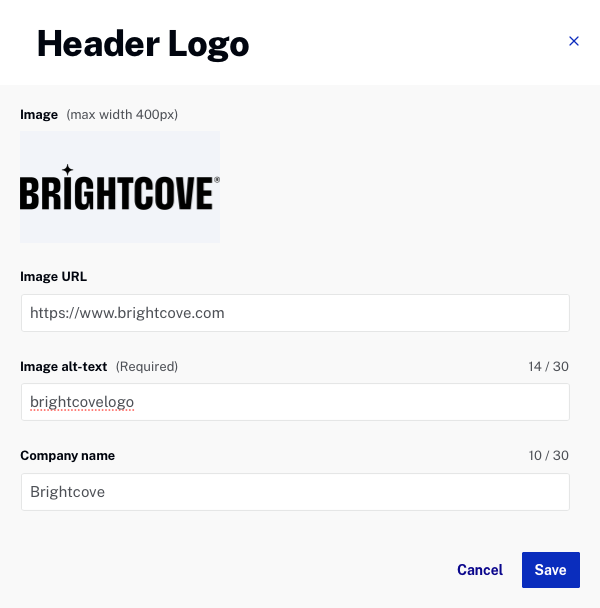 Header Logo
Image (max width 400px)
BRIGHTCOVE®
Image URL
https://www.brightcove.com
Image alt-text (Required) 14 / 30
brightcovelogo
Company name 10 / 30
Brightcove
Cancel Save